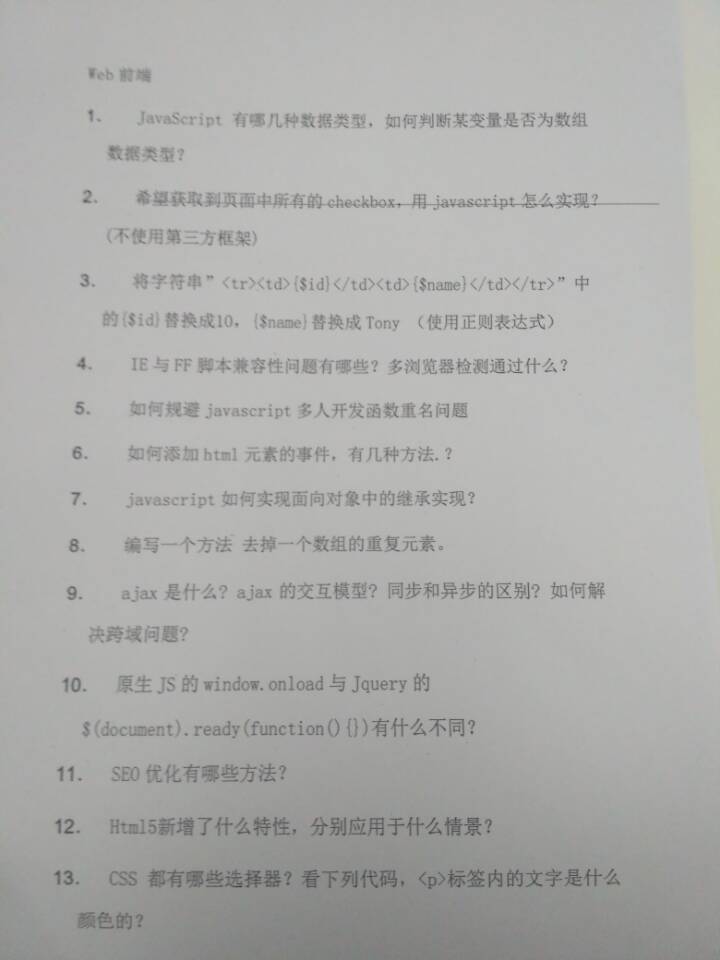 Web 前端
1. JavaScript 有哪几种数据类型，如何判断某变量是否为数组
数据类型？
2. 希望获取到页面中所有的 checkbox，用 javascript 怎么实现？
(不使用第三方框架)
3. 将字符串”<tr><td>{$id}</td><td>{$name}</td></tr>”中
的{$id}替换成10，{$name}替换成 Tony （使用正则表达式）
4. IE 与 FF 脚本兼容性问题有哪些？多浏览器检测通过什么？
5. 如何规避 javascript 多人开发函数重名问题
6. 如何添加 html 元素的事件，有几种方法.？
7. javascript 如何实现面向对象中的继承实现？
8. 编写一个方法 去掉一个数组的重复元素。
9. ajax 是什么? ajax 的交互模型? 同步和异步的区别? 如何解
决跨域问题?
10. 原生 JS 的 window.onload 与 Jquery 的
$(document).ready(function(){})有什么不同？
11. SEO 优化有哪些方法？
12. Html5新增了什么特性，分别应用于什么情景？
13. CSS 都有哪些选择器？看下列代码，<p>标签内的文字是什么
颜色的？